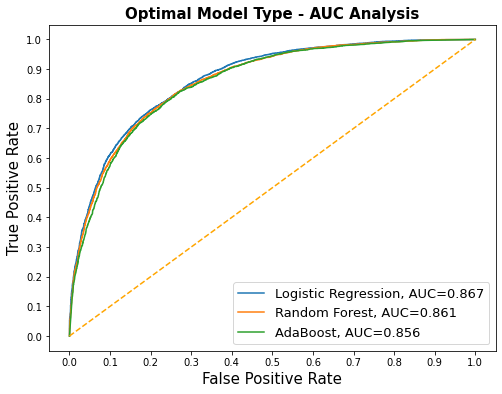 Optimal Model Type - AUC Analysis
True Positive Rate
1.0
0.9
0.8
0.7
0.6
0.5
0.4
0.3
0.2
0.1
0.0
Logistic Regression, AUC=0.867
Random Forest, AUC=0.861
AdaBoost, AUC=0.856
0.0 0.1 0.2 0.3 0.4 0.5 0.6 0.7 0.8 0.9 1.0
False Positive Rate